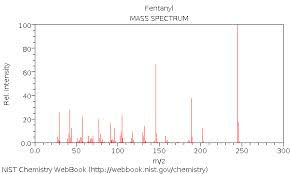 Fentanyl
MASS SPECTRUM
100
80
60
40
20
0.0
Rel. Intensity
0.0 50 100 150 200 250 300
m/z
NIST Chemistry WebBook (http://webbook.nist.gov/chemistry)